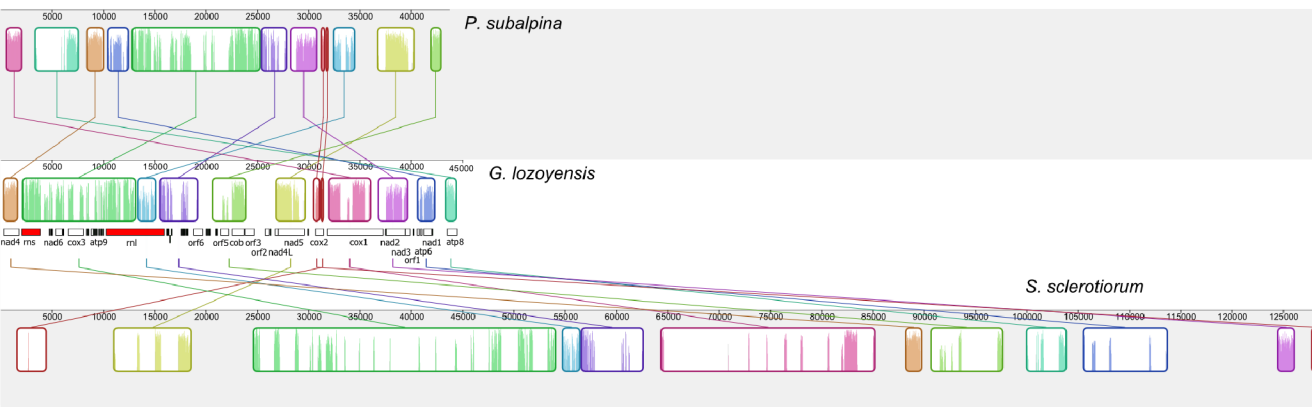 5000 10000 15000 20000 25000 30000 35000 40000
P. subalpina
5000 10000 15000 20000 25000 30000 35000 40000 45000
G. lozoyensis
nad4 rns nad6 cox3 atp9 rnl orf6 orf5 cob orf3 nad5 cox2 cox1 nad2 nad1 atp8
orf2 nad4L nad3 atp6
orf1
S. sclerotiorum
5000 10000 15000 20000 25000 30000 35000 40000 45000 50000 55000 60000 65000 70000 75000 80000 85000 90000 95000 100000 105000 110000 115000 120000 125000